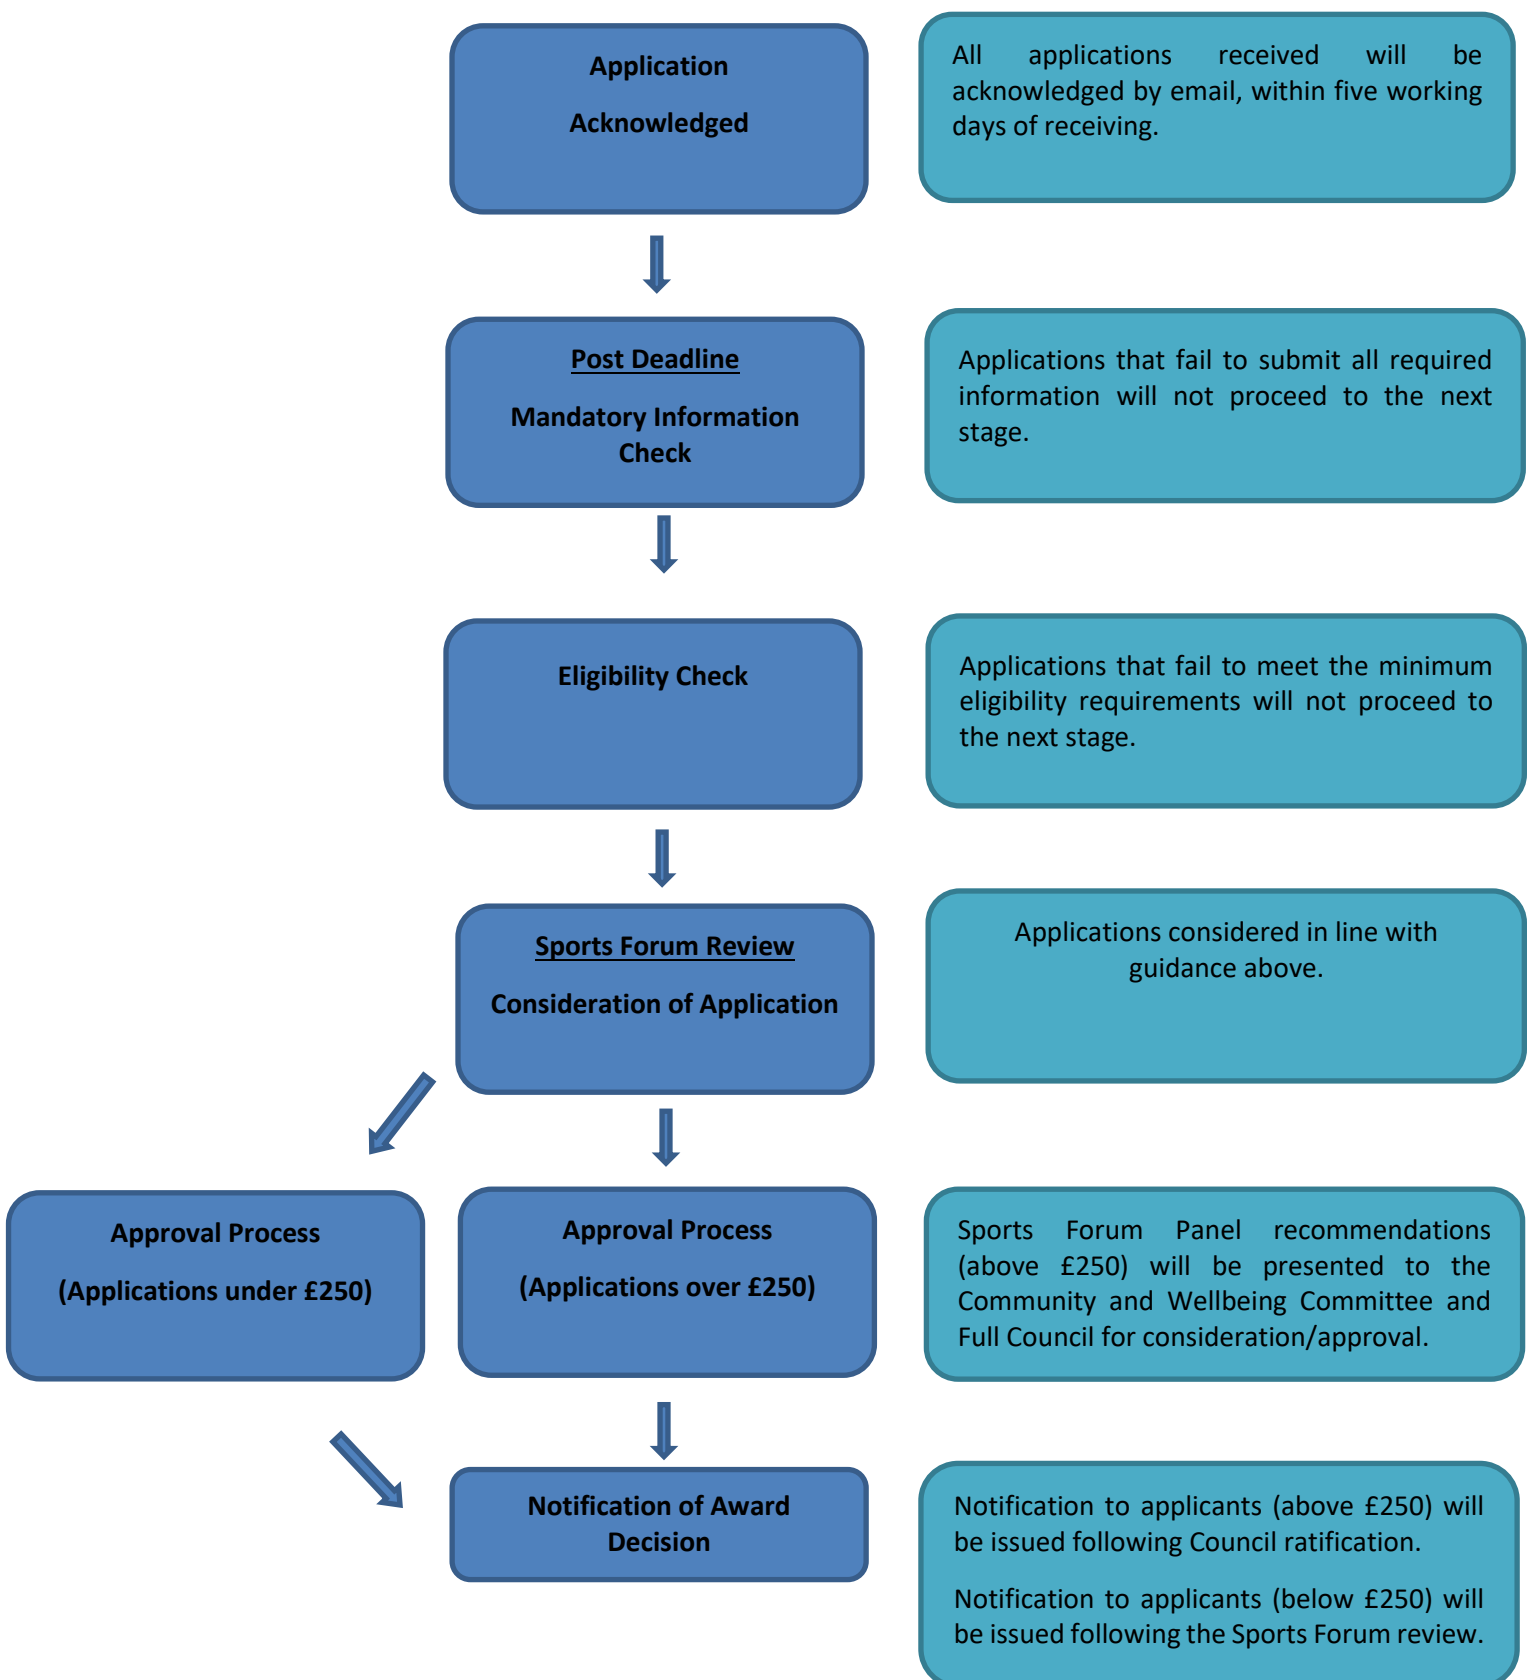 Application
Acknowledged
All applications received will be
acknowledged by email, within five working
days of receiving.
Post Deadline
Mandatory Information
Check
Applications that fail to submit all required
information will not proceed to the next
stage.
Eligibility Check
Applications that fail to meet the minimum
eligibility requirements will not proceed to
the next stage.
Sports Forum Review
Consideration of Application
Applications considered in line with
guidance above.
Approval Process
(Applications under £250)
Approval Process
(Applications over £250)
Sports Forum Panel recommendations
(above £250) will be presented to the
Community and Wellbeing Committee and
Full Council for consideration/approval.
Notification of Award
Decision
Notification to applicants (above £250) will
be issued following Council ratification.
Notification to applicants (below £250) will
be issued following the Sports Forum review.